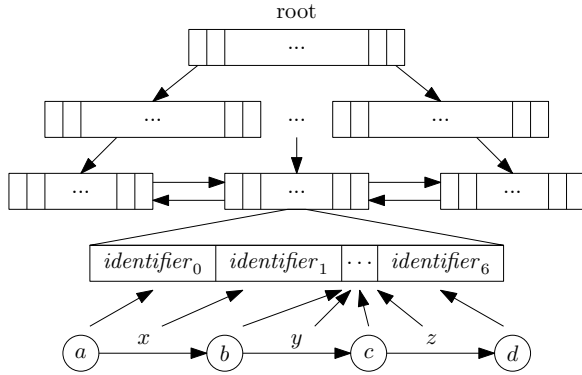 root
...
... ... ...
... ... ...
identifier₀ identifier₁ ... identifier₆
x y z
a b c d